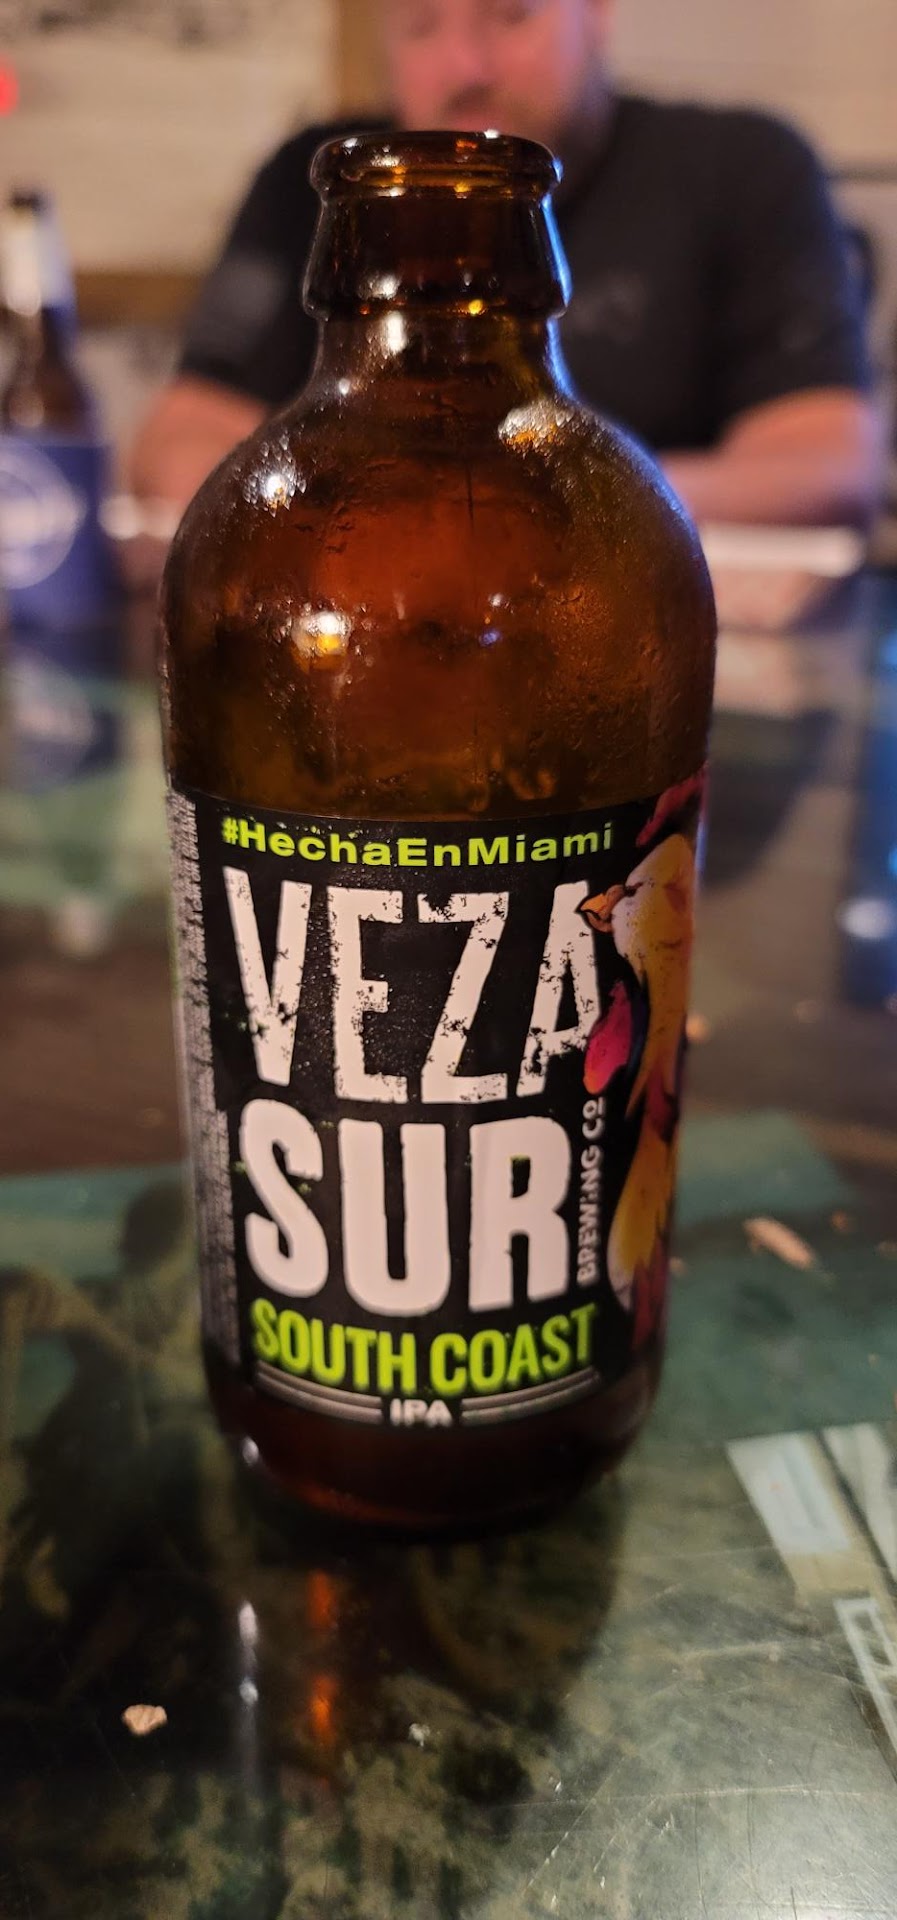 #HechaEnMiami
VEZA
SUR
BREWING CO
SOUTH COAST
IPA